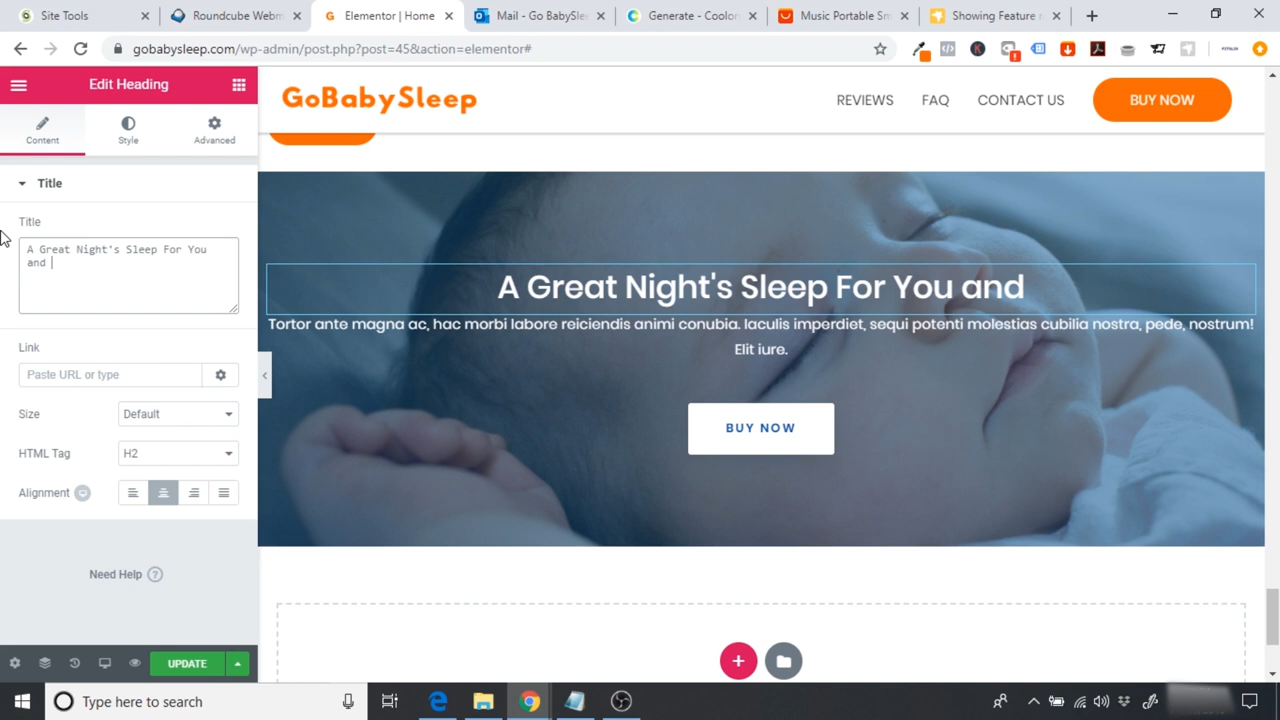 Site Tools
Roundcube Webm
Elementor | Home
Mail - Go BabySle
Generate - Coolor
Music Portable Sm
Showing Feature r
gobabysleep.com/wp-admin/post.php?post=45&action=elementor#
Edit Heading
Content
Style
Advanced
Title
Title
A Great Night's Sleep For You
and
Link
Paste URL or type
Size
Default
HTML Tag
H2
Alignment
Need Help ?
UPDATE
GoBabySleep
REVIEWS
FAQ
CONTACT US
BUY NOW
A Great Night's Sleep For You and
Tortor ante magna ac, hac morbi labore reiciendis animi conubia. Iaculis imperdiet, sequi potenti molestias cubilia nostra, pede, nostrum!
Elit iure.
BUY NOW
Type here to search